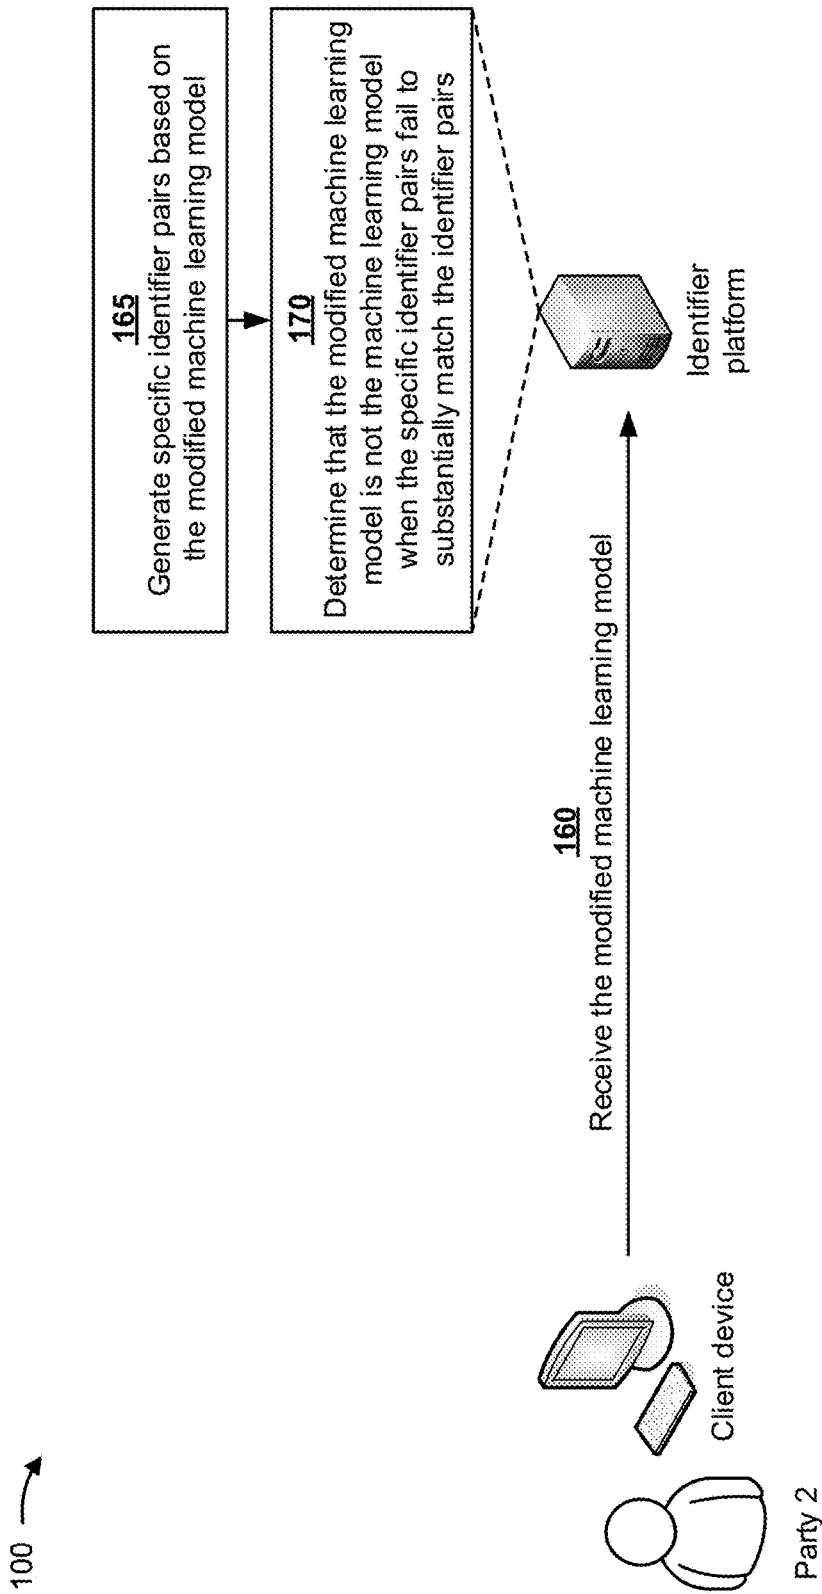 100
165
Generate specific identifier pairs based on
the modified machine learning model
170
Determine that the modified machine learning
model is not the machine learning model
when the specific identifier pairs fail to
substantially match the identifier pairs
160
Receive the modified machine learning model
Party 2
Client device
Identifier
platform